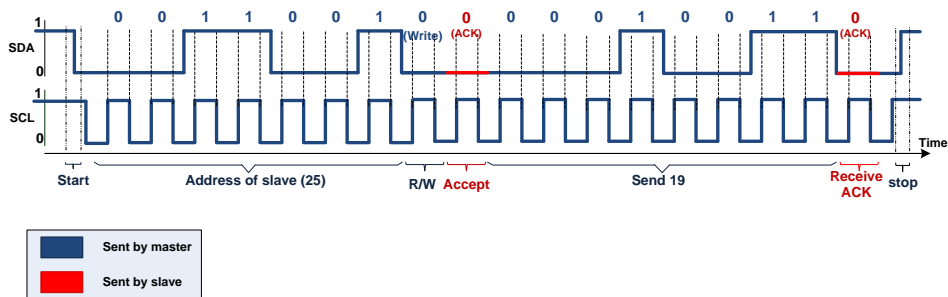 1 0 0 1 1 0 0 1 0 0 0 0 0 1 0 0 1 1 0
(Write) (ACK) (ACK)
SDA
0
1
SCL
0
Time
Start Address of slave (25) R/W Accept Send 19 Receive ACK stop
Sent by master
Sent by slave